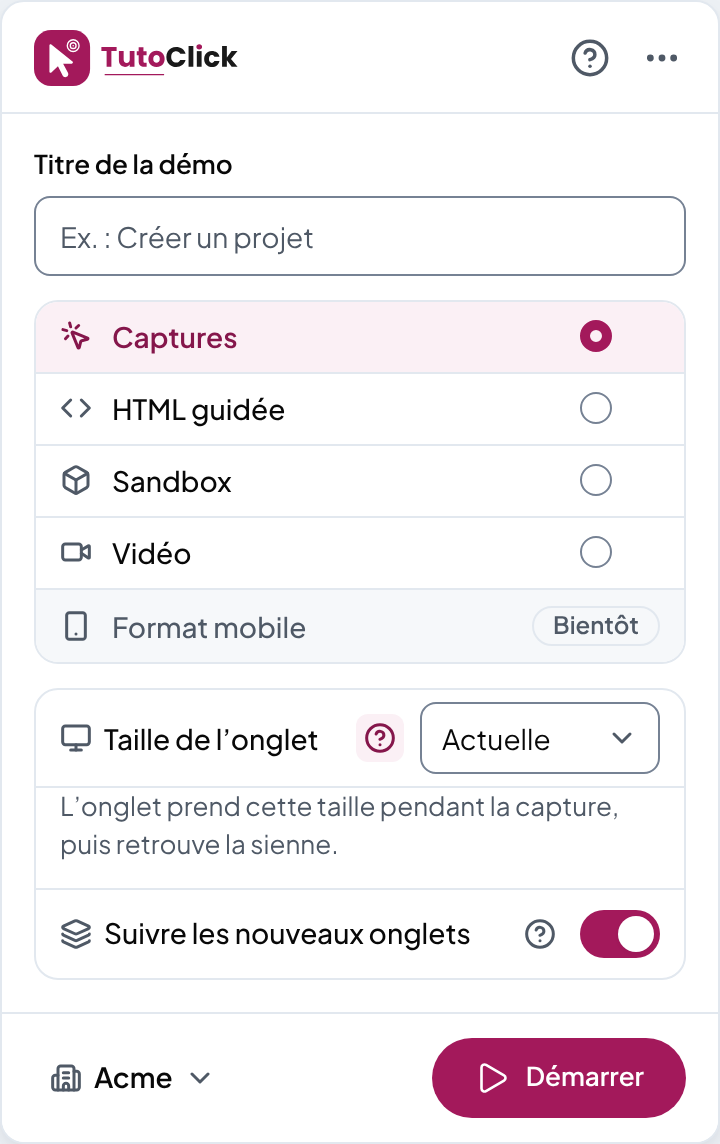 TutoClick
Titre de la démo
Ex. : Créer un projet
Captures
HTML guidée
Sandbox
Vidéo
Format mobile
Bientôt
Taille de l’onglet
Actuelle
L’onglet prend cette taille pendant la capture,
puis retrouve la sienne.
Suivre les nouveaux onglets
Acme
Démarrer